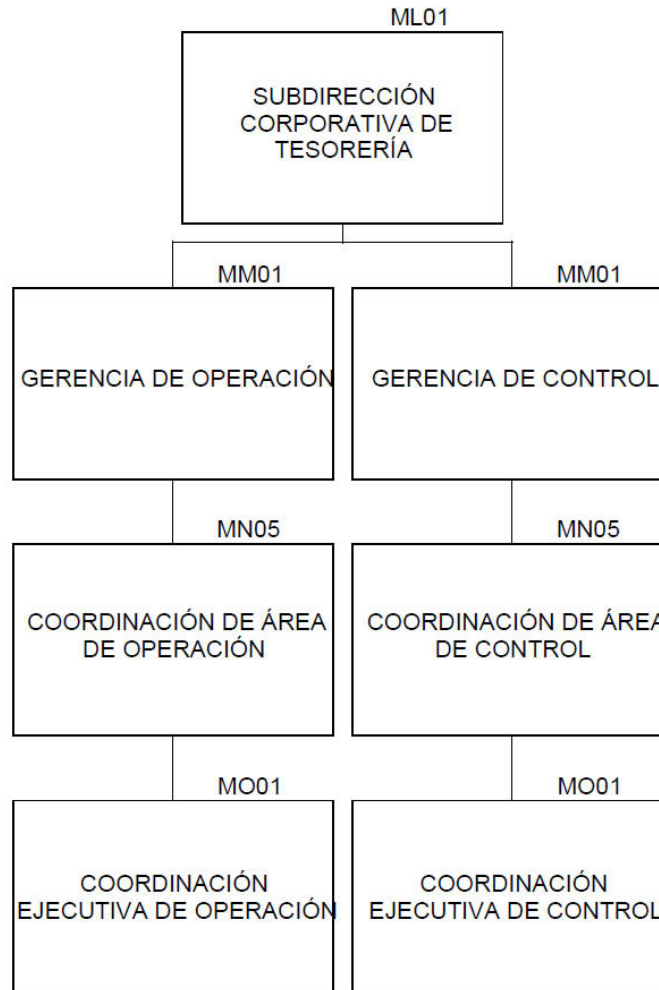 ML01
SUBDIRECCIÓN
CORPORATIVA DE
TESORERÍA
MM01
GERENCIA DE OPERACIÓN
MM01
GERENCIA DE CONTROL
MN05
COORDINACIÓN DE ÁREA
DE OPERACIÓN
MN05
COORDINACIÓN DE ÁREA
DE CONTROL
MO01
COORDINACIÓN
EJECUTIVA DE OPERACIÓN
MO01
COORDINACIÓN
EJECUTIVA DE CONTROL